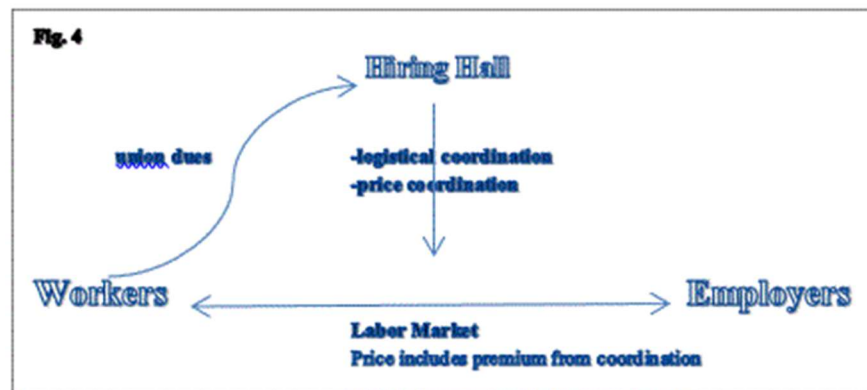 Fig. 4
Hiring Hall
union dues
-logistical coordination
-price coordination
Workers
Employers
Labor Market
Price includes premium from coordination